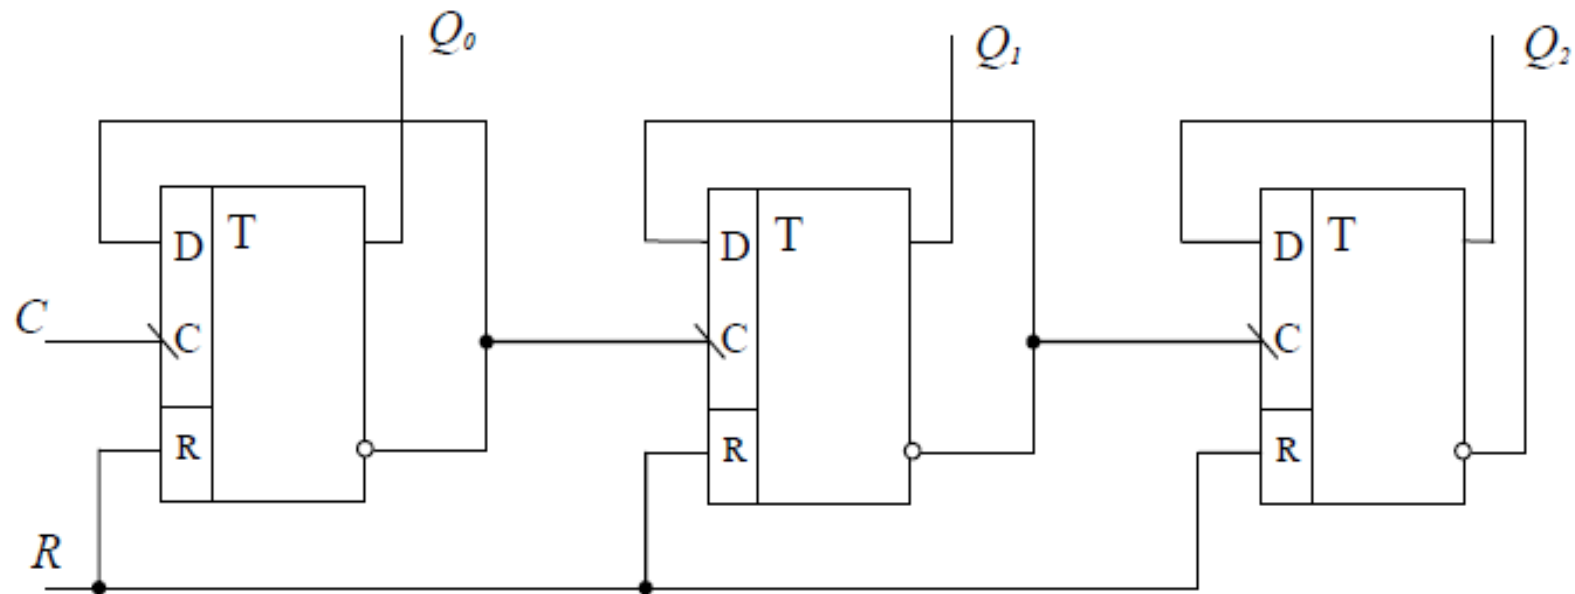 Q₀ Q₁ Q₂
D T D T D T
C C C C
R R R
R